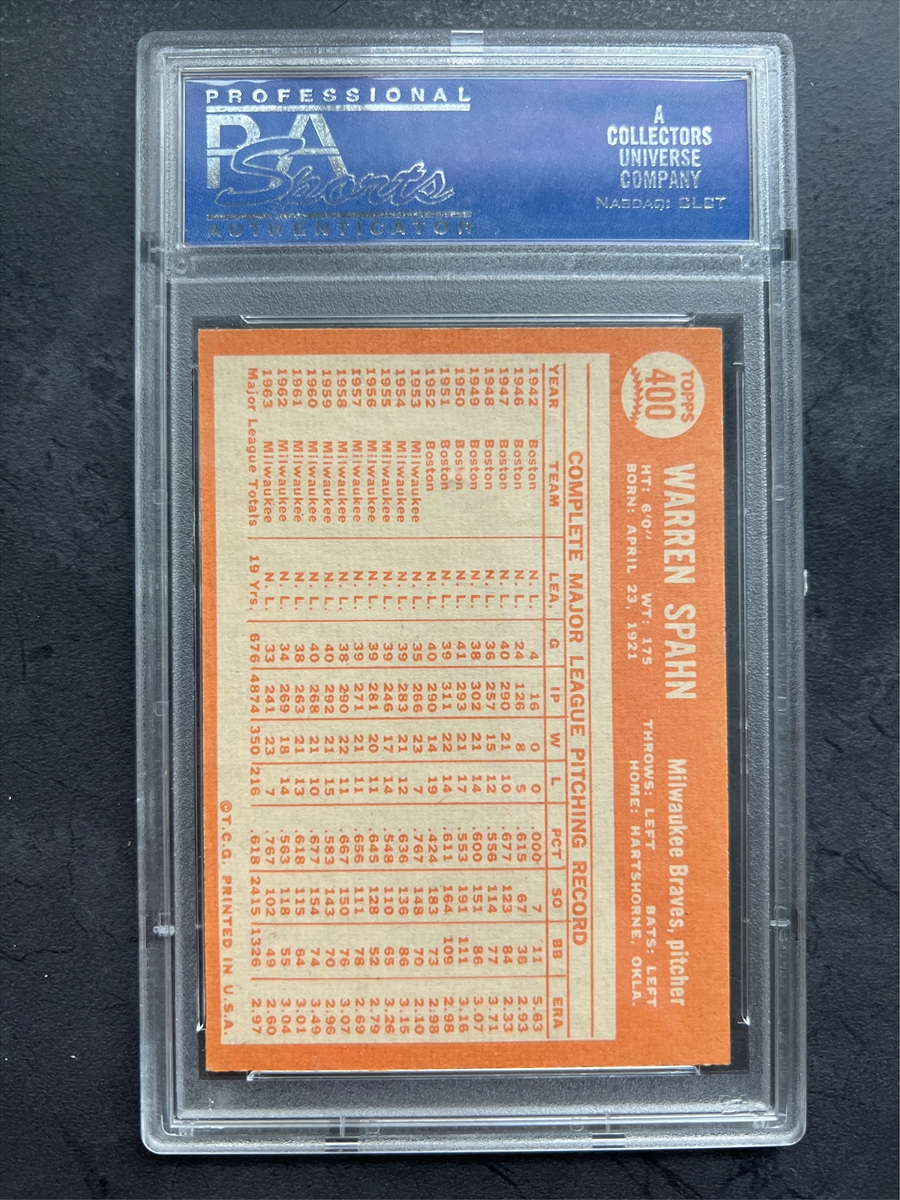 PROFESSIONAL
PSA
Sports
AUTHENTICATOR
A
COLLECTORS
UNIVERSE
COMPANY
NASDAQ: CLCT
TOPPS
400
WARREN SPAHN Milwaukee Braves, pitcher
HT: 6'0" WT: 175 THROWS: LEFT BATS: LEFT
BORN: APRIL 23, 1921 HOME: HARTSHORNE, OKLA.
COMPLETE MAJOR LEAGUE PITCHING RECORD
YEAR TEAM LEA. G IP W L PCT SO BB ERA
1942 Boston N.L. 4 16 0 0 .000 7 11 5.63
1946 Boston N.L. 24 126 8 5 .615 67 36 2.93
1947 Boston N.L. 40 290 21 10 .677 123 84 2.33
1948 Boston N.L. 36 257 15 12 .556 114 77 3.71
1949 Boston N.L. 38 302 21 14 .600 151 86 3.07
1950 Boston N.L. 41 293 21 17 .553 191 111 3.16
1951 Boston N.L. 39 311 22 14 .611 164 109 2.98
1952 Boston N.L. 40 290 14 19 .424 183 73 2.98
1953 Milwaukee N.L. 35 266 23 7 .767 148 70 2.10
1954 Milwaukee N.L. 39 283 21 12 .636 136 86 3.15
1955 Milwaukee N.L. 39 246 17 14 .548 110 65 3.26
1956 Milwaukee N.L. 39 281 20 11 .645 128 52 2.79
1957 Milwaukee N.L. 39 271 21 11 .656 111 78 2.69
1958 Milwaukee N.L. 38 290 22 11 .667 150 76 3.07
1959 Milwaukee N.L. 40 292 21 15 .583 143 70 2.96
1960 Milwaukee N.L. 40 268 21 10 .677 154 74 3.49
1961 Milwaukee N.L. 38 263 21 13 .618 115 64 3.01
1962 Milwaukee N.L. 34 269 18 14 .563 118 55 3.04
1963 Milwaukee N.L. 33 241 23 7 .767 102 49 2.60
Major League Totals 19 Yrs. 676 4874 350 216 .618 2415 1326 2.97
©T.C.G. PRINTED IN U.S.A.